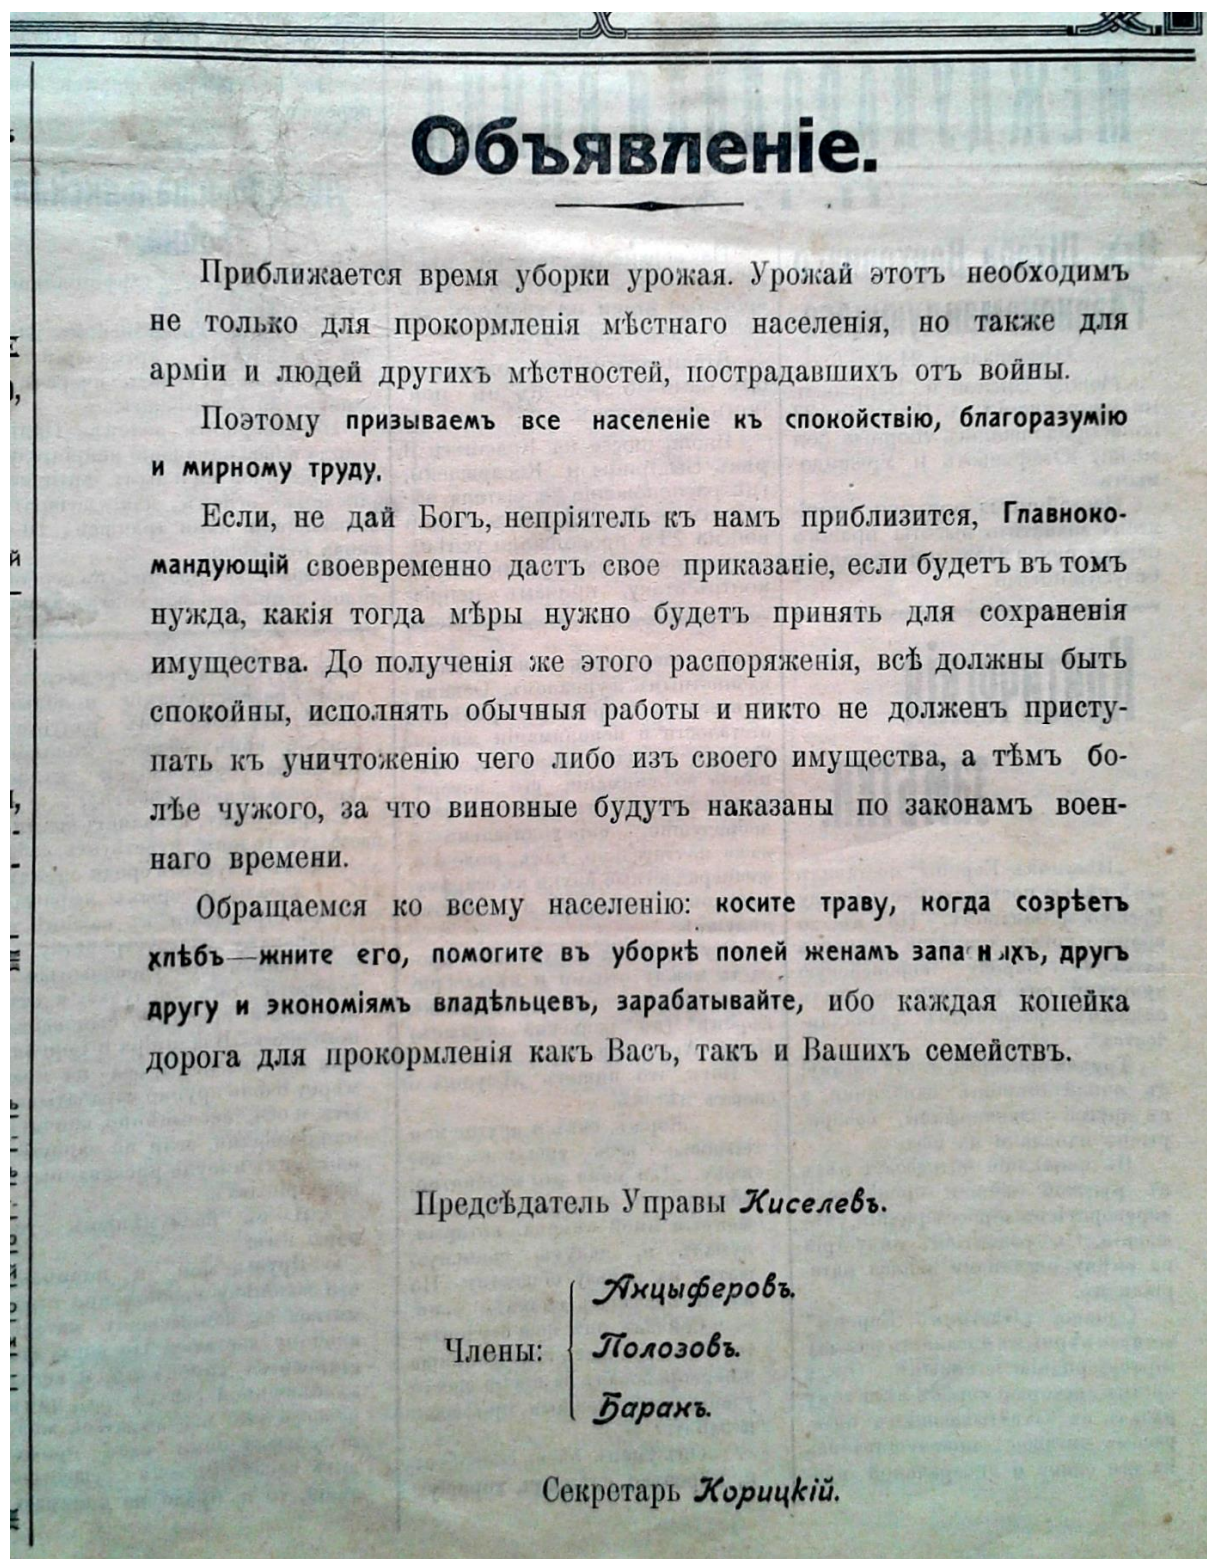 Объявленіе.
Приближается время уборки урожая. Урожай этотъ необходимъ
не только для прокормленія мѣстнаго населенія, но также для
арміи и людей другихъ мѣстностей, пострадавшихъ отъ войны.
Поэтому призываемъ все населеніе къ спокойствію, благоразумію
и мирному труду.
Если, не дай Богъ, непріятель къ намъ приблизится, Главноко-
мандующій своевременно дастъ свое приказаніе, если будетъ въ томъ
нужда, какія тогда мѣры нужно будетъ принять для сохраненія
имущества. До полученія же этого распоряженія, всѣ должны быть
спокойны, исполнять обычныя работы и никто не долженъ присту-
пать къ уничтоженію чего либо изъ своего имущества, а тѣмъ бо-
лѣе чужого, за что виновные будутъ наказаны по законамъ воен-
наго времени.
Обращаемся ко всему населенію: косите траву, когда созрѣетъ
хлѣбъ—жните его, помогите въ уборкѣ полей женамъ запасныхъ, другъ
другу и экономіямъ владѣльцевъ, зарабатывайте, ибо каждая копейка
дорога для прокормленія какъ Васъ, такъ и Вашихъ семействъ.
Предсѣдатель Управы Киселевъ.
Анцыферовъ.
Члены: Полозовъ.
Баранъ.
Секретарь Корицкій.